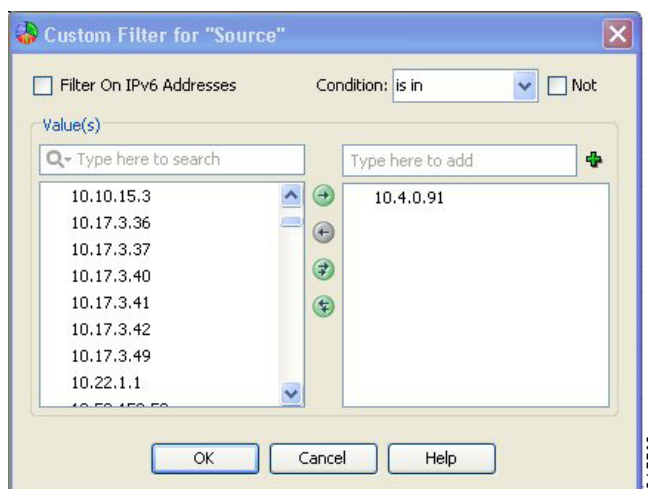 Custom Filter for "Source"
Filter On IPv6 Addresses
Condition: is in
Not
Value(s)
Type here to search
Type here to add
10.10.15.3
10.17.3.36
10.17.3.37
10.17.3.40
10.17.3.41
10.17.3.42
10.17.3.49
10.22.1.1
10.4.0.91
OK
Cancel
Help